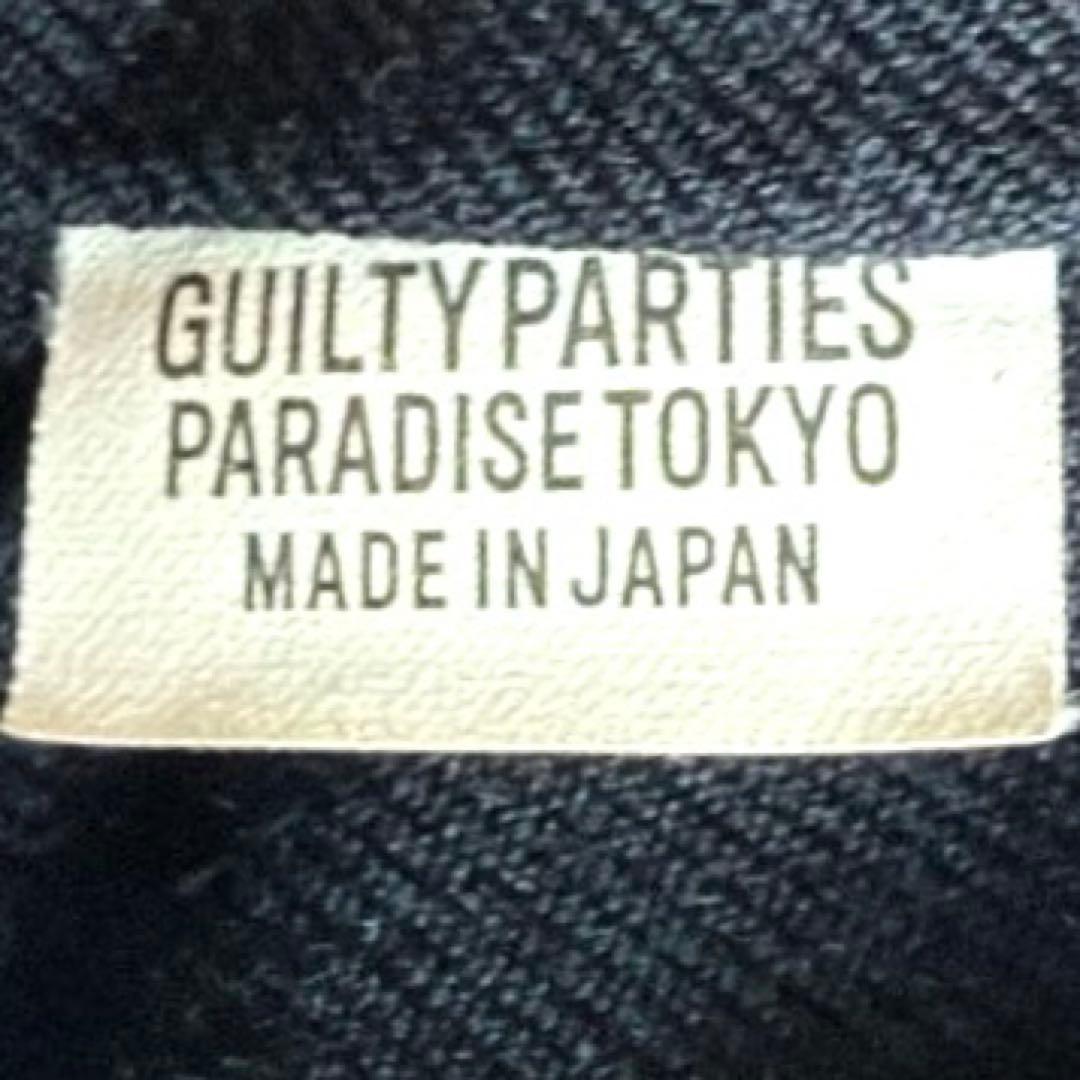 GUILTY PARTIES
PARADISE TOKYO
MADE IN JAPAN